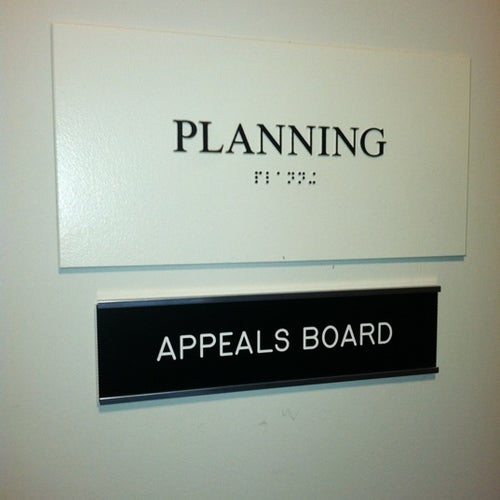 PLANNING
⠏⠇⠁⠝⠝⠬
APPEALS BOARD